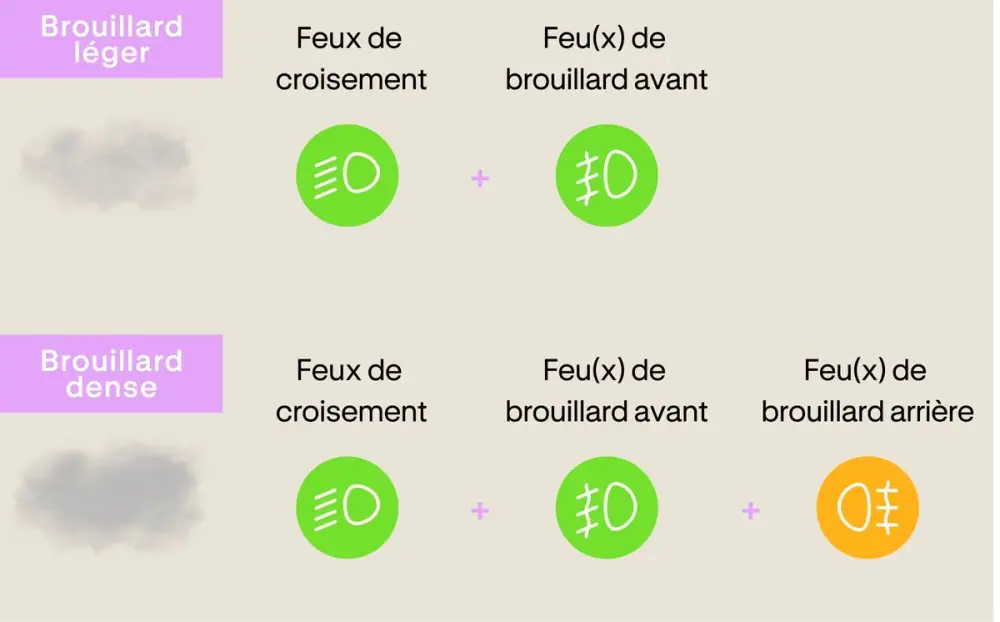 Brouillard
léger
Feux de
croisement
Feu(x) de
brouillard avant
+
Brouillard
dense
Feux de
croisement
Feu(x) de
brouillard avant
Feu(x) de
brouillard arrière
+
+